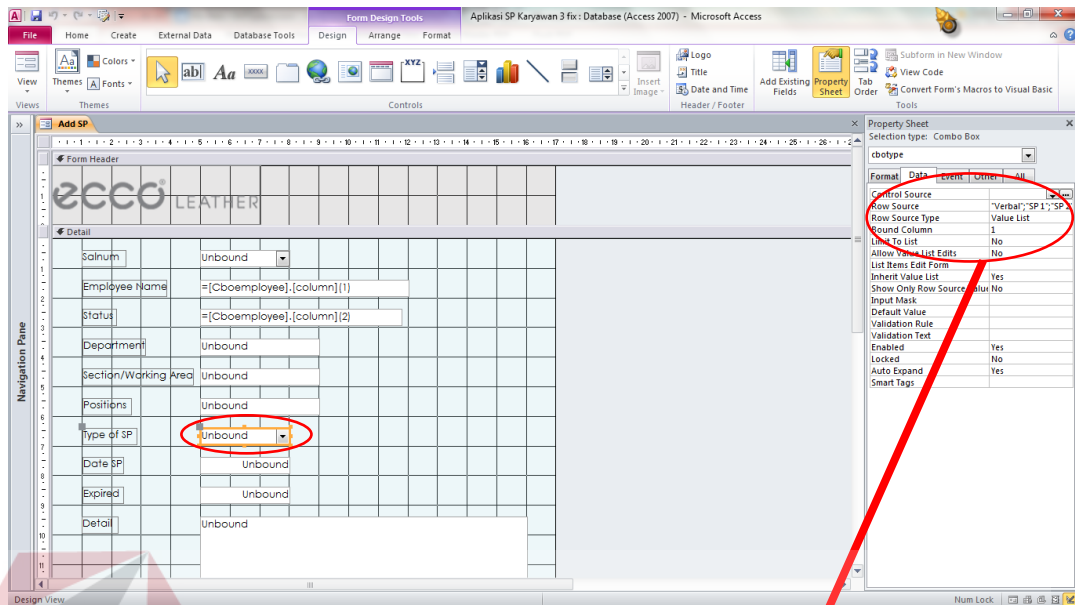 Form Design Tools
Aplikasi SP Karyawan 3 fix : Database (Access 2007) - Microsoft Access
File Home Create External Data Database Tools Design Arrange Format
View
Themes
Colors
Fonts
ab Aa XXXX XYZ
Insert Image
Logo
Title
Date and Time
Add Existing Fields
Property Sheet
Tab Order
Subform in New Window
View Code
Convert Form's Macros to Visual Basic
Views Themes Controls Header / Footer Tools
Add SP
Form Header
ecco LEATHER
Detail
Salnum Unbound
Employee Name =[Cboemployee].[column](1)
Status =[Cboemployee].[column](2)
Department Unbound
Section/Working Area Unbound
Positions Unbound
Type of SP Unbound
Date SP Unbound
Expired Unbound
Detail Unbound
Navigation Pane
Property Sheet
Selection type: Combo Box
cbotype
Format Data Event Other All
Control Source
Row Source "Verbal";"SP 1";"SP 2"
Row Source Type Value List
Bound Column 1
Limit To List No
Allow Value List Edits No
List Items Edit Form
Inherit Value List Yes
Show Only Row Source Value No
Input Mask
Default Value
Validation Rule
Validation Text
Enabled Yes
Locked No
Auto Expand Yes
Smart Tags
Design View
Num Lock